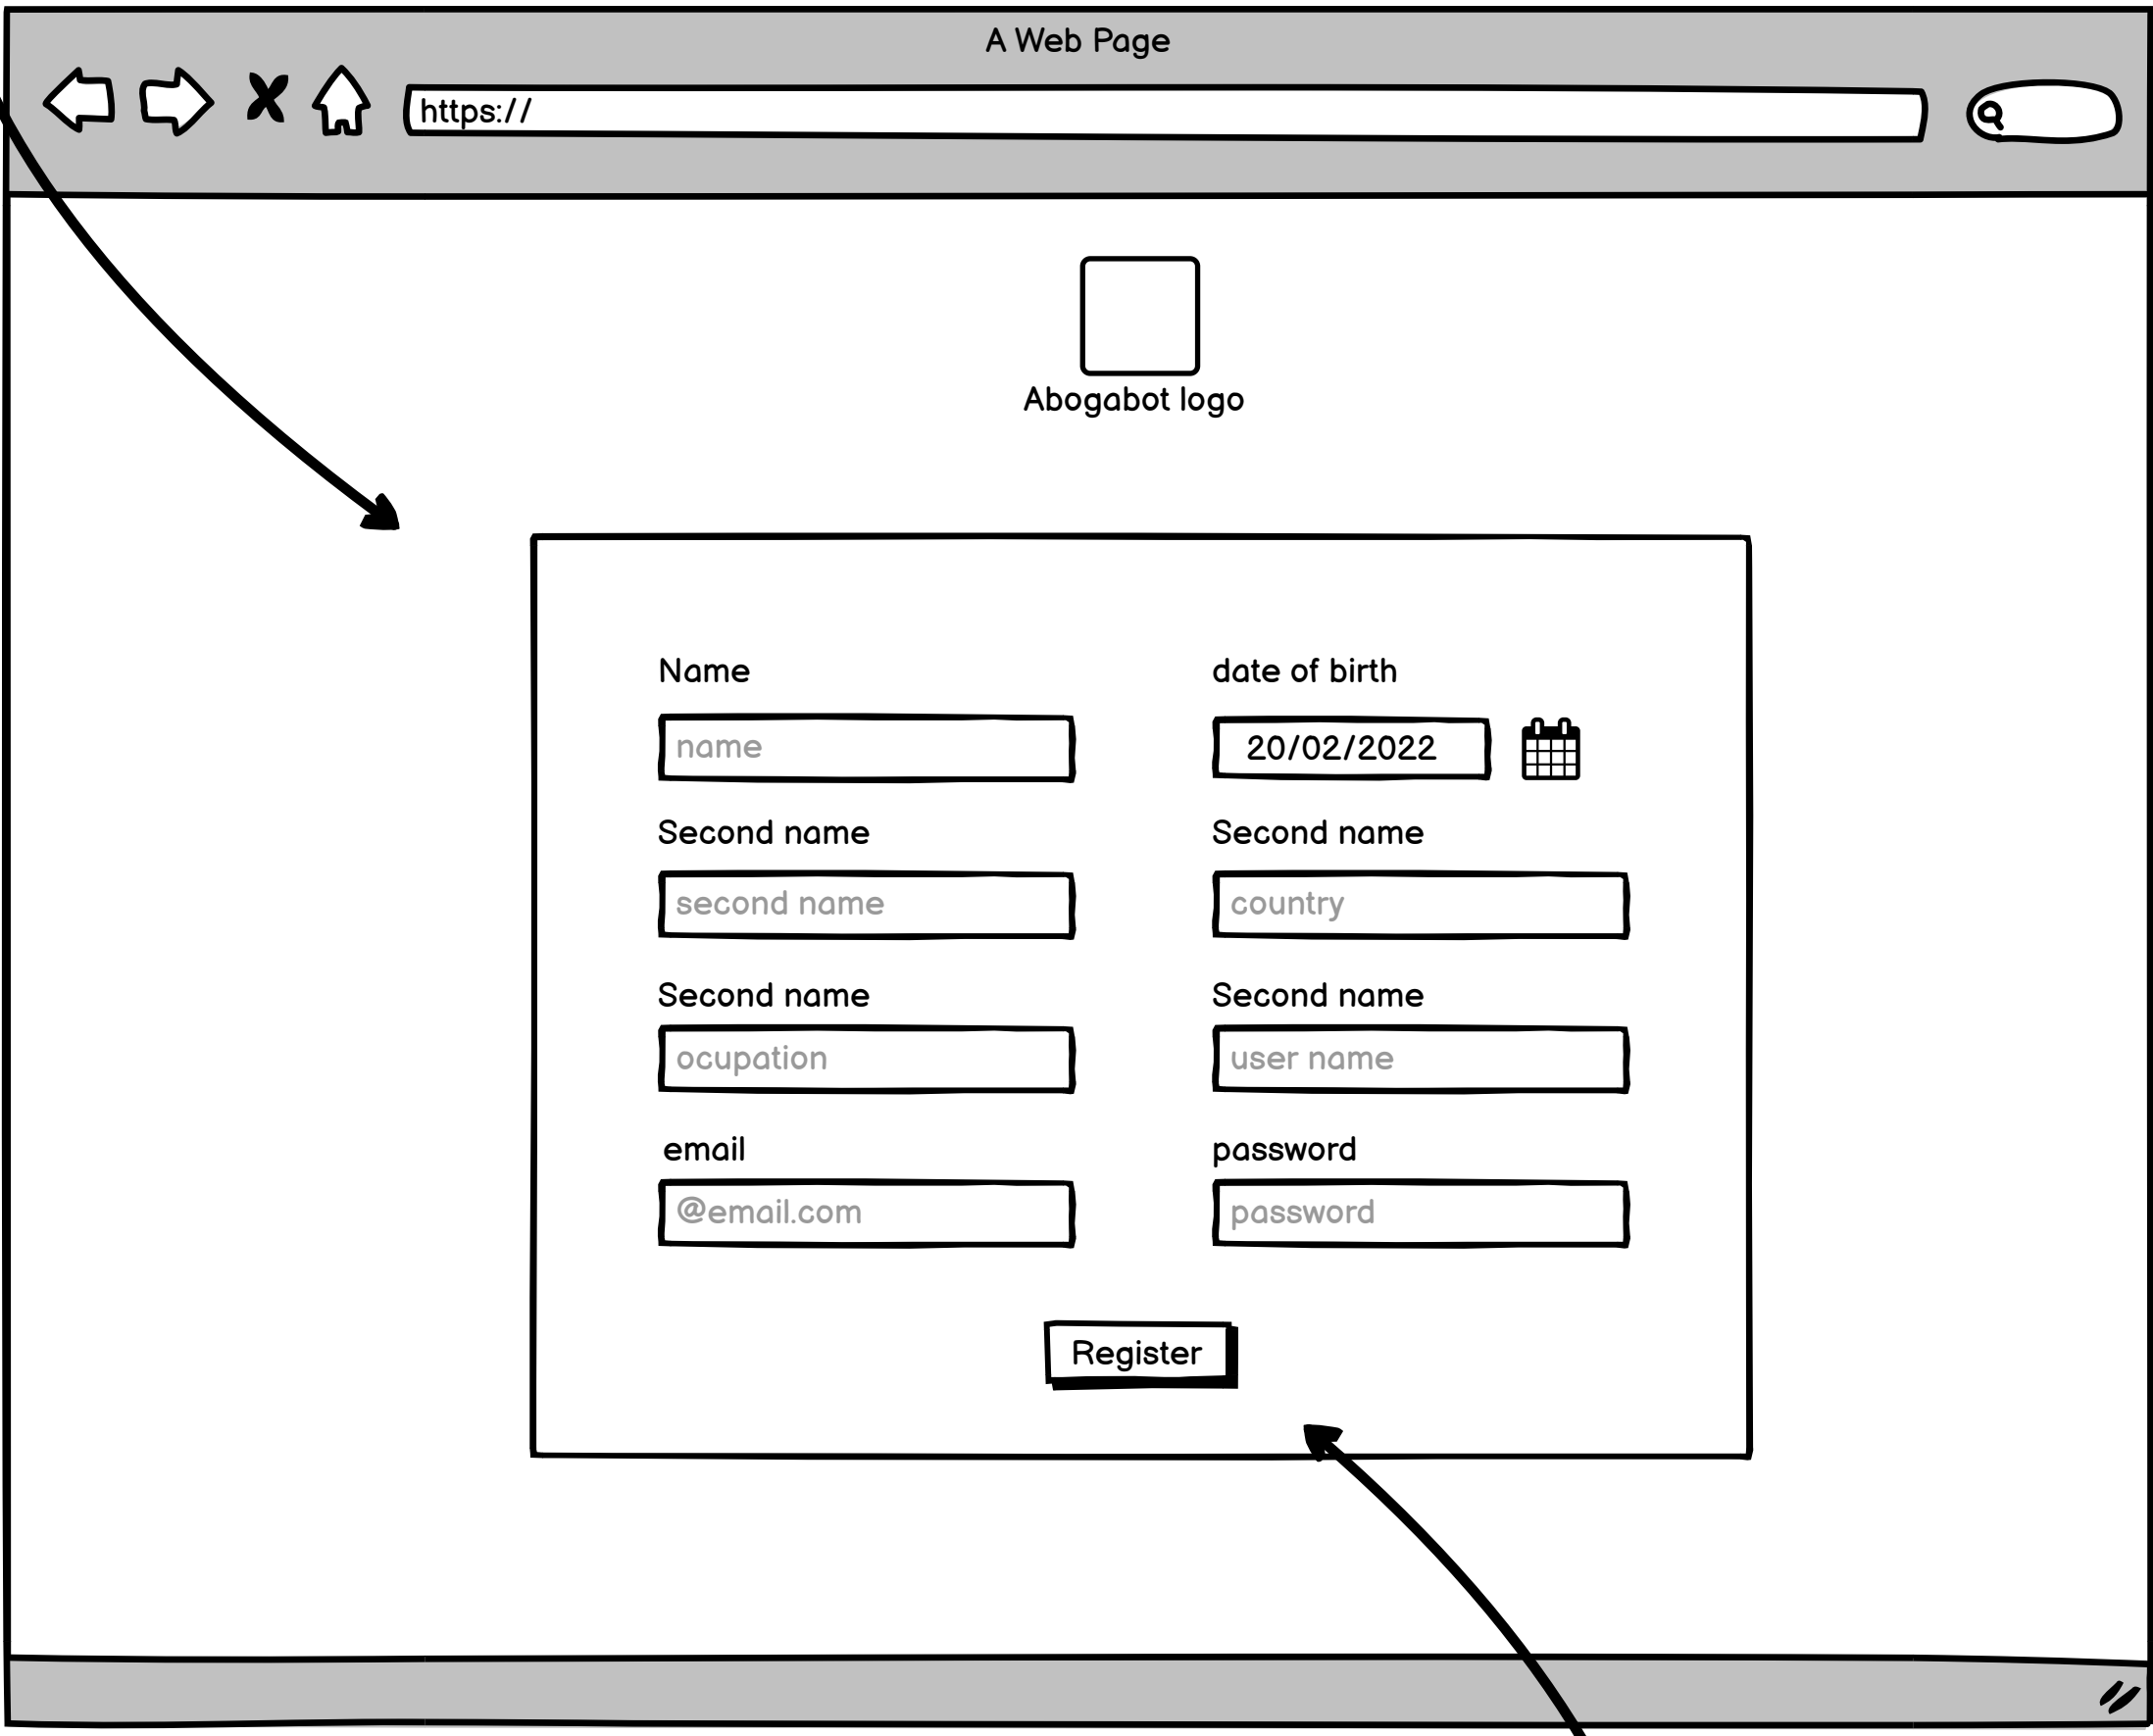 A Web Page
https://
Abogabot logo
Name
date of birth
name
20/02/2022
Second name
Second name
second name
country
Second name
Second name
ocupation
user name
email
password
@email.com
password
Register